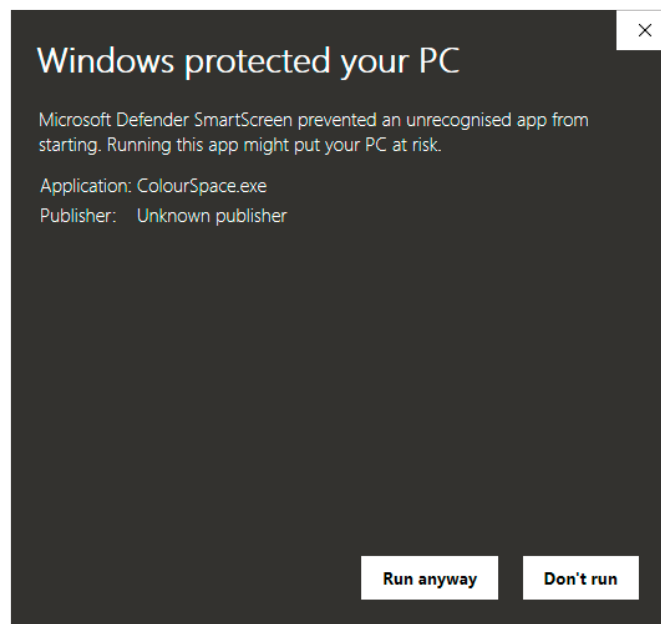 Windows protected your PC
Microsoft Defender SmartScreen prevented an unrecognised app from
starting. Running this app might put your PC at risk.
Application: ColourSpace.exe
Publisher: Unknown publisher
Run anyway Don't run